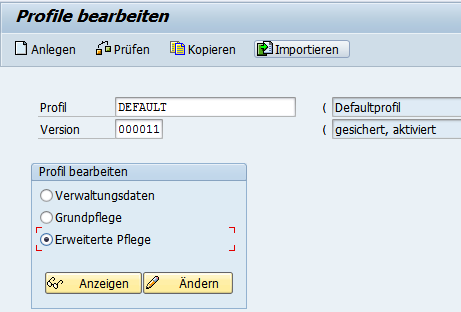 Profile bearbeiten
Anlegen Prüfen Kopieren Importieren
Profil DEFAULT ( Defaultprofil
Version 000011 ( gesichert, aktiviert
Profil bearbeiten
Verwaltungsdaten
Grundpflege
Erweiterte Pflege
Anzeigen Ändern